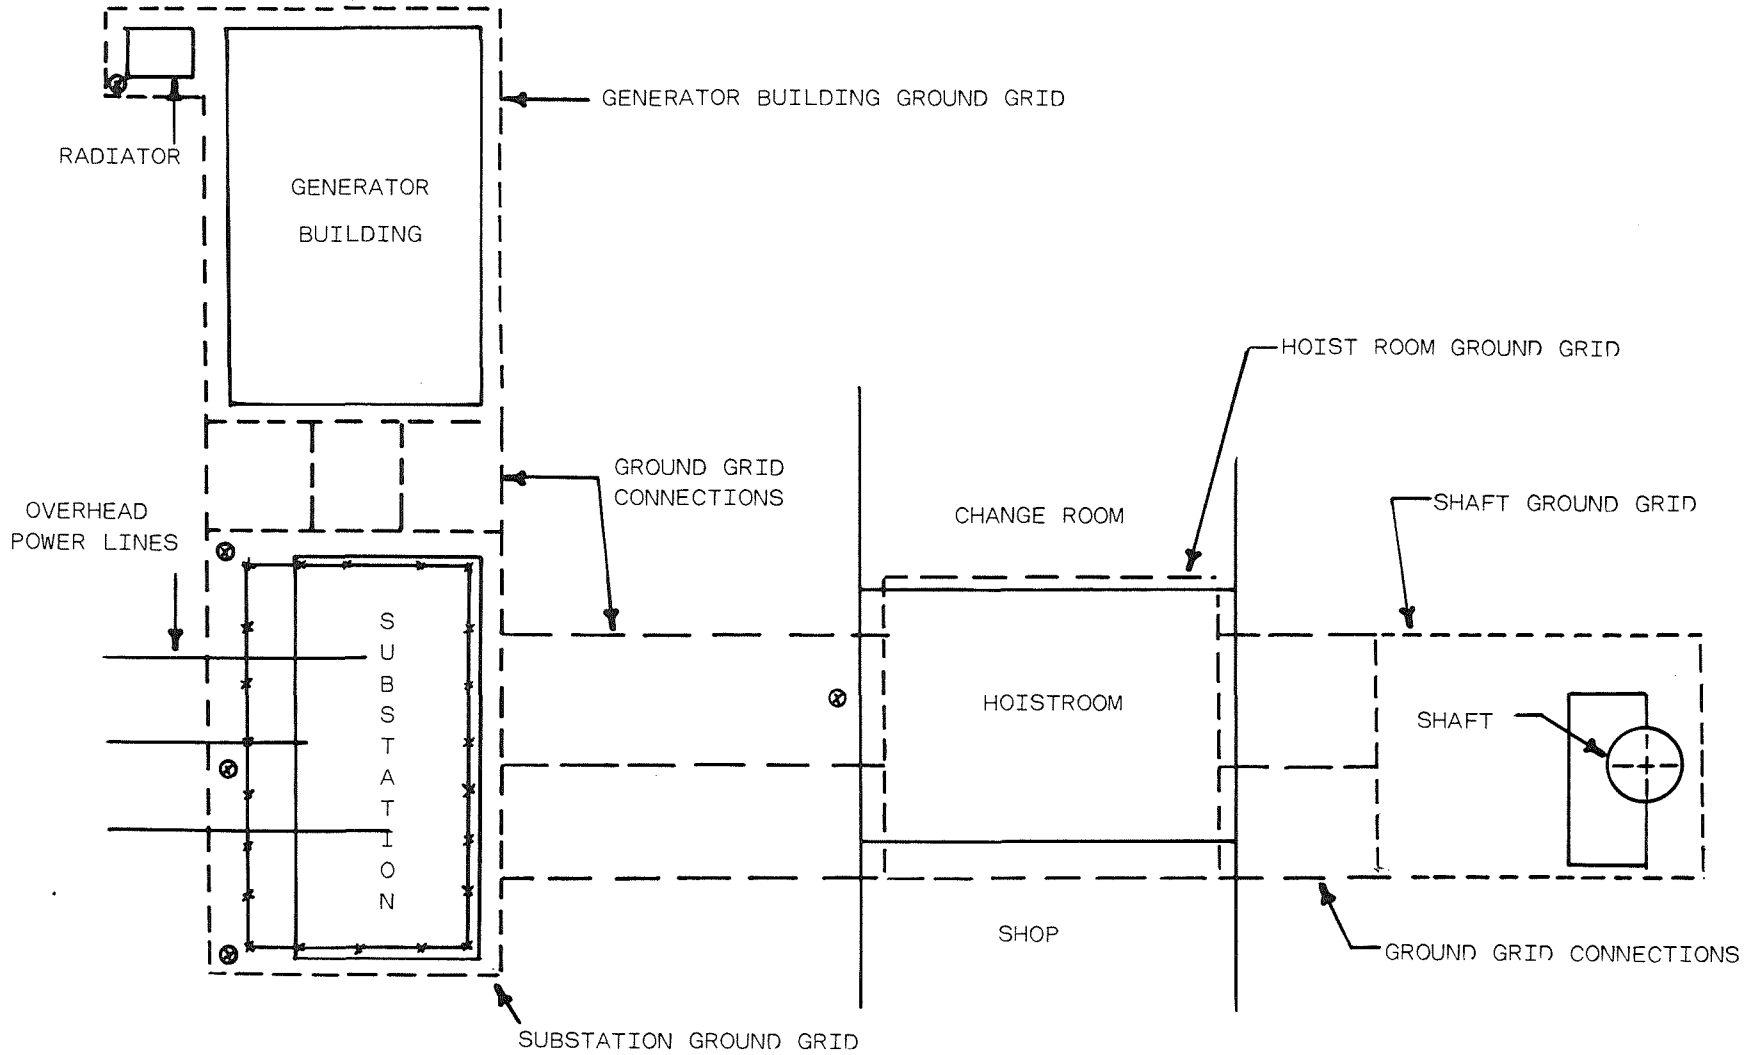 GENERATOR BUILDING GROUND GRID
RADIATOR
GENERATOR
BUILDING
HOIST ROOM GROUND GRID
GROUND GRID
CONNECTIONS
OVERHEAD
POWER LINES
CHANGE ROOM
SHAFT GROUND GRID
SUBSTATION
HOISTROOM
SHAFT
SHOP
GROUND GRID CONNECTIONS
SUBSTATION GROUND GRID